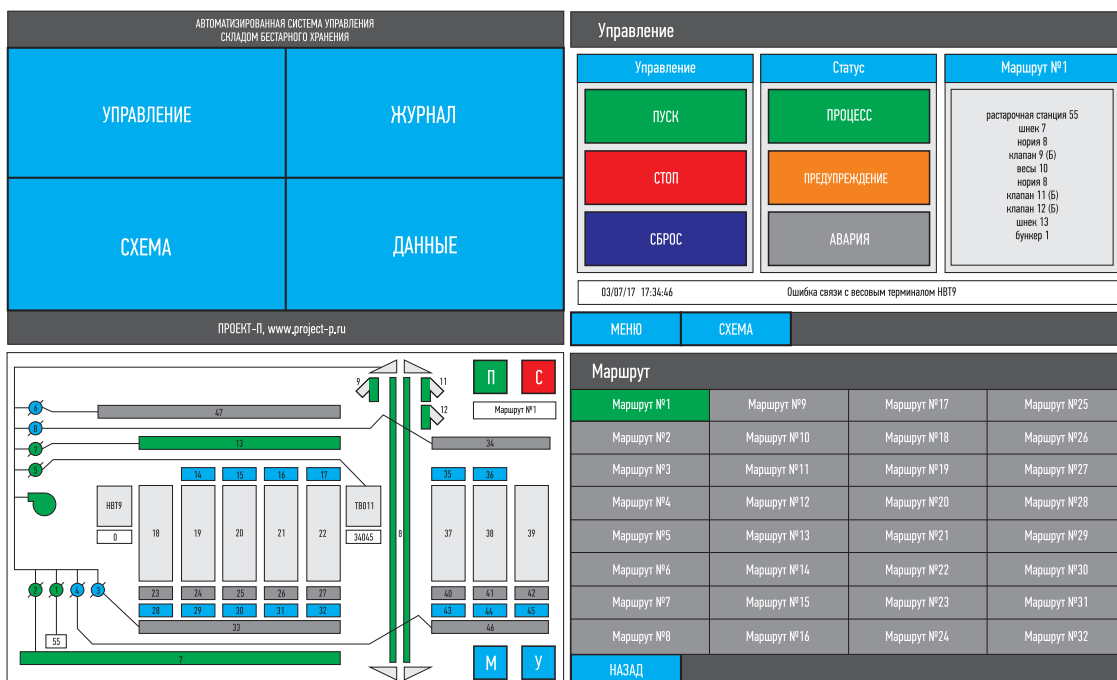 АВТОМАТИЗИРОВАННАЯ СИСТЕМА УПРАВЛЕНИЯ
СКЛАДОМ БЕСТАРНОГО ХРАНЕНИЯ
УПРАВЛЕНИЕ
ЖУРНАЛ
СХЕМА
ДАННЫЕ
ПРОЕКТ-П, www.project-p.ru
Управление
Управление
ПУСК
СТОП
СБРОС
Статус
ПРОЦЕСС
ПРЕДУПРЕЖДЕНИЕ
АВАРИЯ
Маршрут №1
растарочная станция 55
шнек 7
нория 8
клапан 9 (Б)
весы 10
нория 8
клапан 11 (Б)
клапан 12 (Б)
шнек 13
бункер 1
03/07/17 17:34:46 Ошибка связи с весовым терминалом НВТ9
МЕНЮ
СХЕМА
П
С
Маршрут №1
9
11
12
6
8
7
5
47
13
34
14 15 16 17 35 36
НВТ9
0
18 19 20 21 22
ТВ011
34045
8
37 38 39
2 1 4 3
23 24 25 26 27 40 41 42
28 29 30 31 32 43 44 45
33
46
55
7
М
У
Маршрут
Маршрут №1 Маршрут №9 Маршрут №17 Маршрут №25
Маршрут №2 Маршрут №10 Маршрут №18 Маршрут №26
Маршрут №3 Маршрут №11 Маршрут №19 Маршрут №27
Маршрут №4 Маршрут №12 Маршрут №20 Маршрут №28
Маршрут №5 Маршрут №13 Маршрут №21 Маршрут №29
Маршрут №6 Маршрут №14 Маршрут №22 Маршрут №30
Маршрут №7 Маршрут №15 Маршрут №23 Маршрут №31
Маршрут №8 Маршрут №16 Маршрут №24 Маршрут №32
НАЗАД